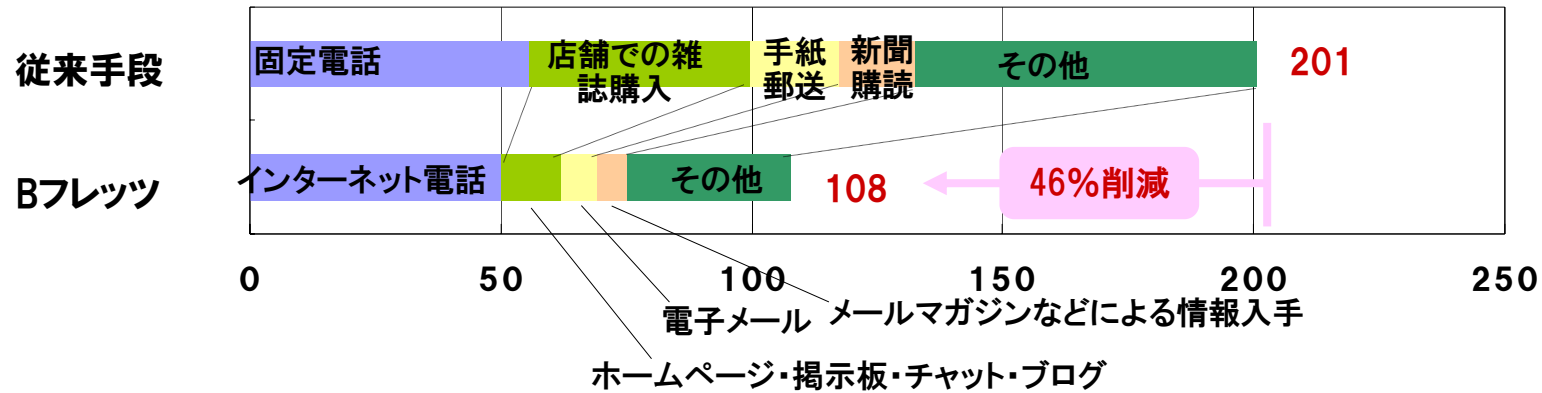 従来手段
固定電話
店舗での雑
誌購入
手紙
郵送
新聞
購読
その他
201
Bフレッツ
インターネット電話
その他
108
46%削減
0 50 100 150 200 250
電子メール
メールマガジンなどによる情報入手
ホームページ・掲示板・チャット・ブログ